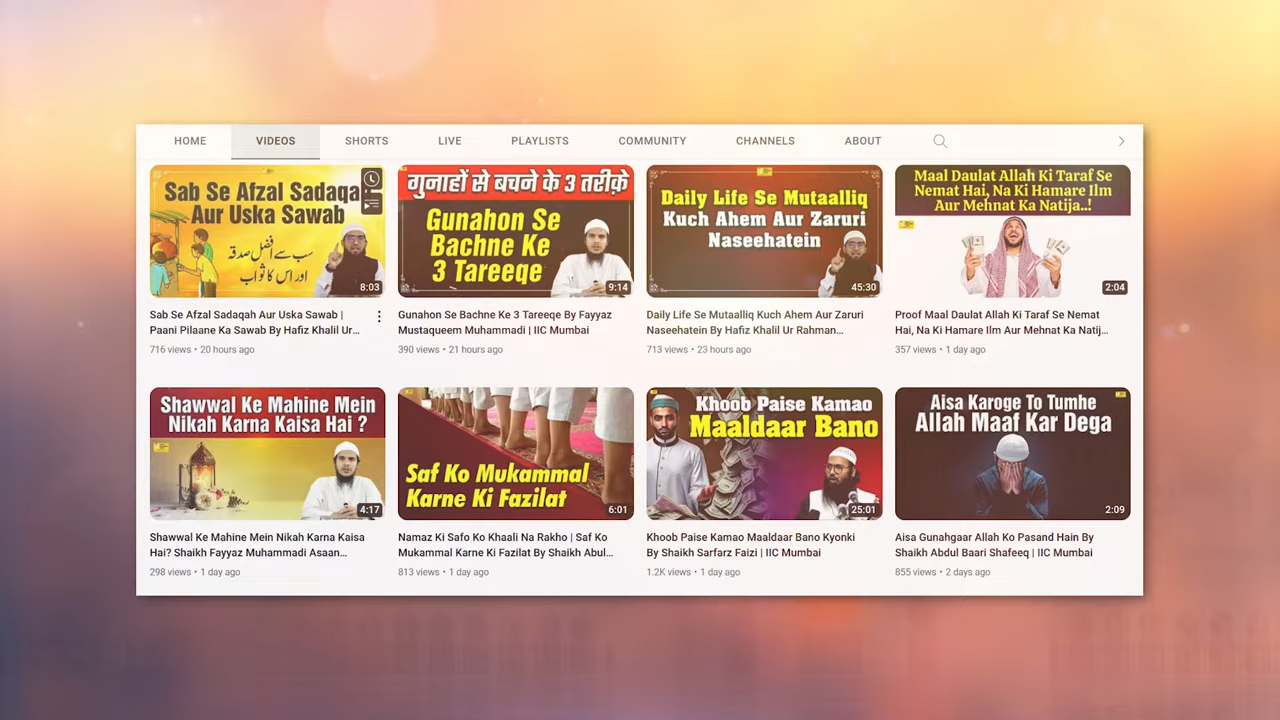 HOME VIDEOS SHORTS LIVE PLAYLISTS COMMUNITY CHANNELS ABOUT
Sab Se Afzal Sadaqa
Aur Uska Sawab
سب سے افضل صدقہ
اور اس کا ثواب
8:03
गुनाहों से बचने के 3 तरीक़े
Gunahon Se
Bachne Ke
3 Tareeqe
9:14
Daily Life Se Mutaalliq
Kuch Ahem Aur Zaruri
Naseehatein
45:30
Maal Daulat Allah Ki Taraf Se
Nemat Hai, Na Ki Hamare Ilm
Aur Mehnat Ka Natija..!
2:04
Sab Se Afzal Sadaqah Aur Uska Sawab |
Paani Pilaane Ka Sawab By Hafiz Khalil Ur...
716 views • 20 hours ago
Gunahon Se Bachne Ke 3 Tareeqe By Fayyaz
Mustaqueem Muhammadi | IIC Mumbai
390 views • 21 hours ago
Daily Life Se Mutaalliq Kuch Ahem Aur Zaruri
Naseehatein By Hafiz Khalil Ur Rahman...
713 views • 23 hours ago
Proof Maal Daulat Allah Ki Taraf Se Nemat
Hai, Na Ki Hamare Ilm Aur Mehnat Ka Natij...
357 views • 1 day ago
Shawwal Ke Mahine Mein
Nikah Karna Kaisa Hai ?
4:17
Saf Ko Mukammal
Karne Ki Fazilat
6:01
Khoob Paise Kamao
Maaldaar Bano
25:01
Aisa Karoge To Tumhe
Allah Maaf Kar Dega
2:09
Shawwal Ke Mahine Mein Nikah Karna Kaisa
Hai? Shaikh Fayyaz Muhammadi Asaan...
298 views • 1 day ago
Namaz Ki Safo Ko Khaali Na Rakho | Saf Ko
Mukammal Karne Ki Fazilat By Shaikh Abul...
813 views • 1 day ago
Khoob Paise Kamao Maaldaar Bano Kyonki
By Shaikh Sarfarz Faizi | IIC Mumbai
1.2K views • 1 day ago
Aisa Gunahgaar Allah Ko Pasand Hain By
Shaikh Abdul Baari Shafeeq | IIC Mumbai
855 views • 2 days ago